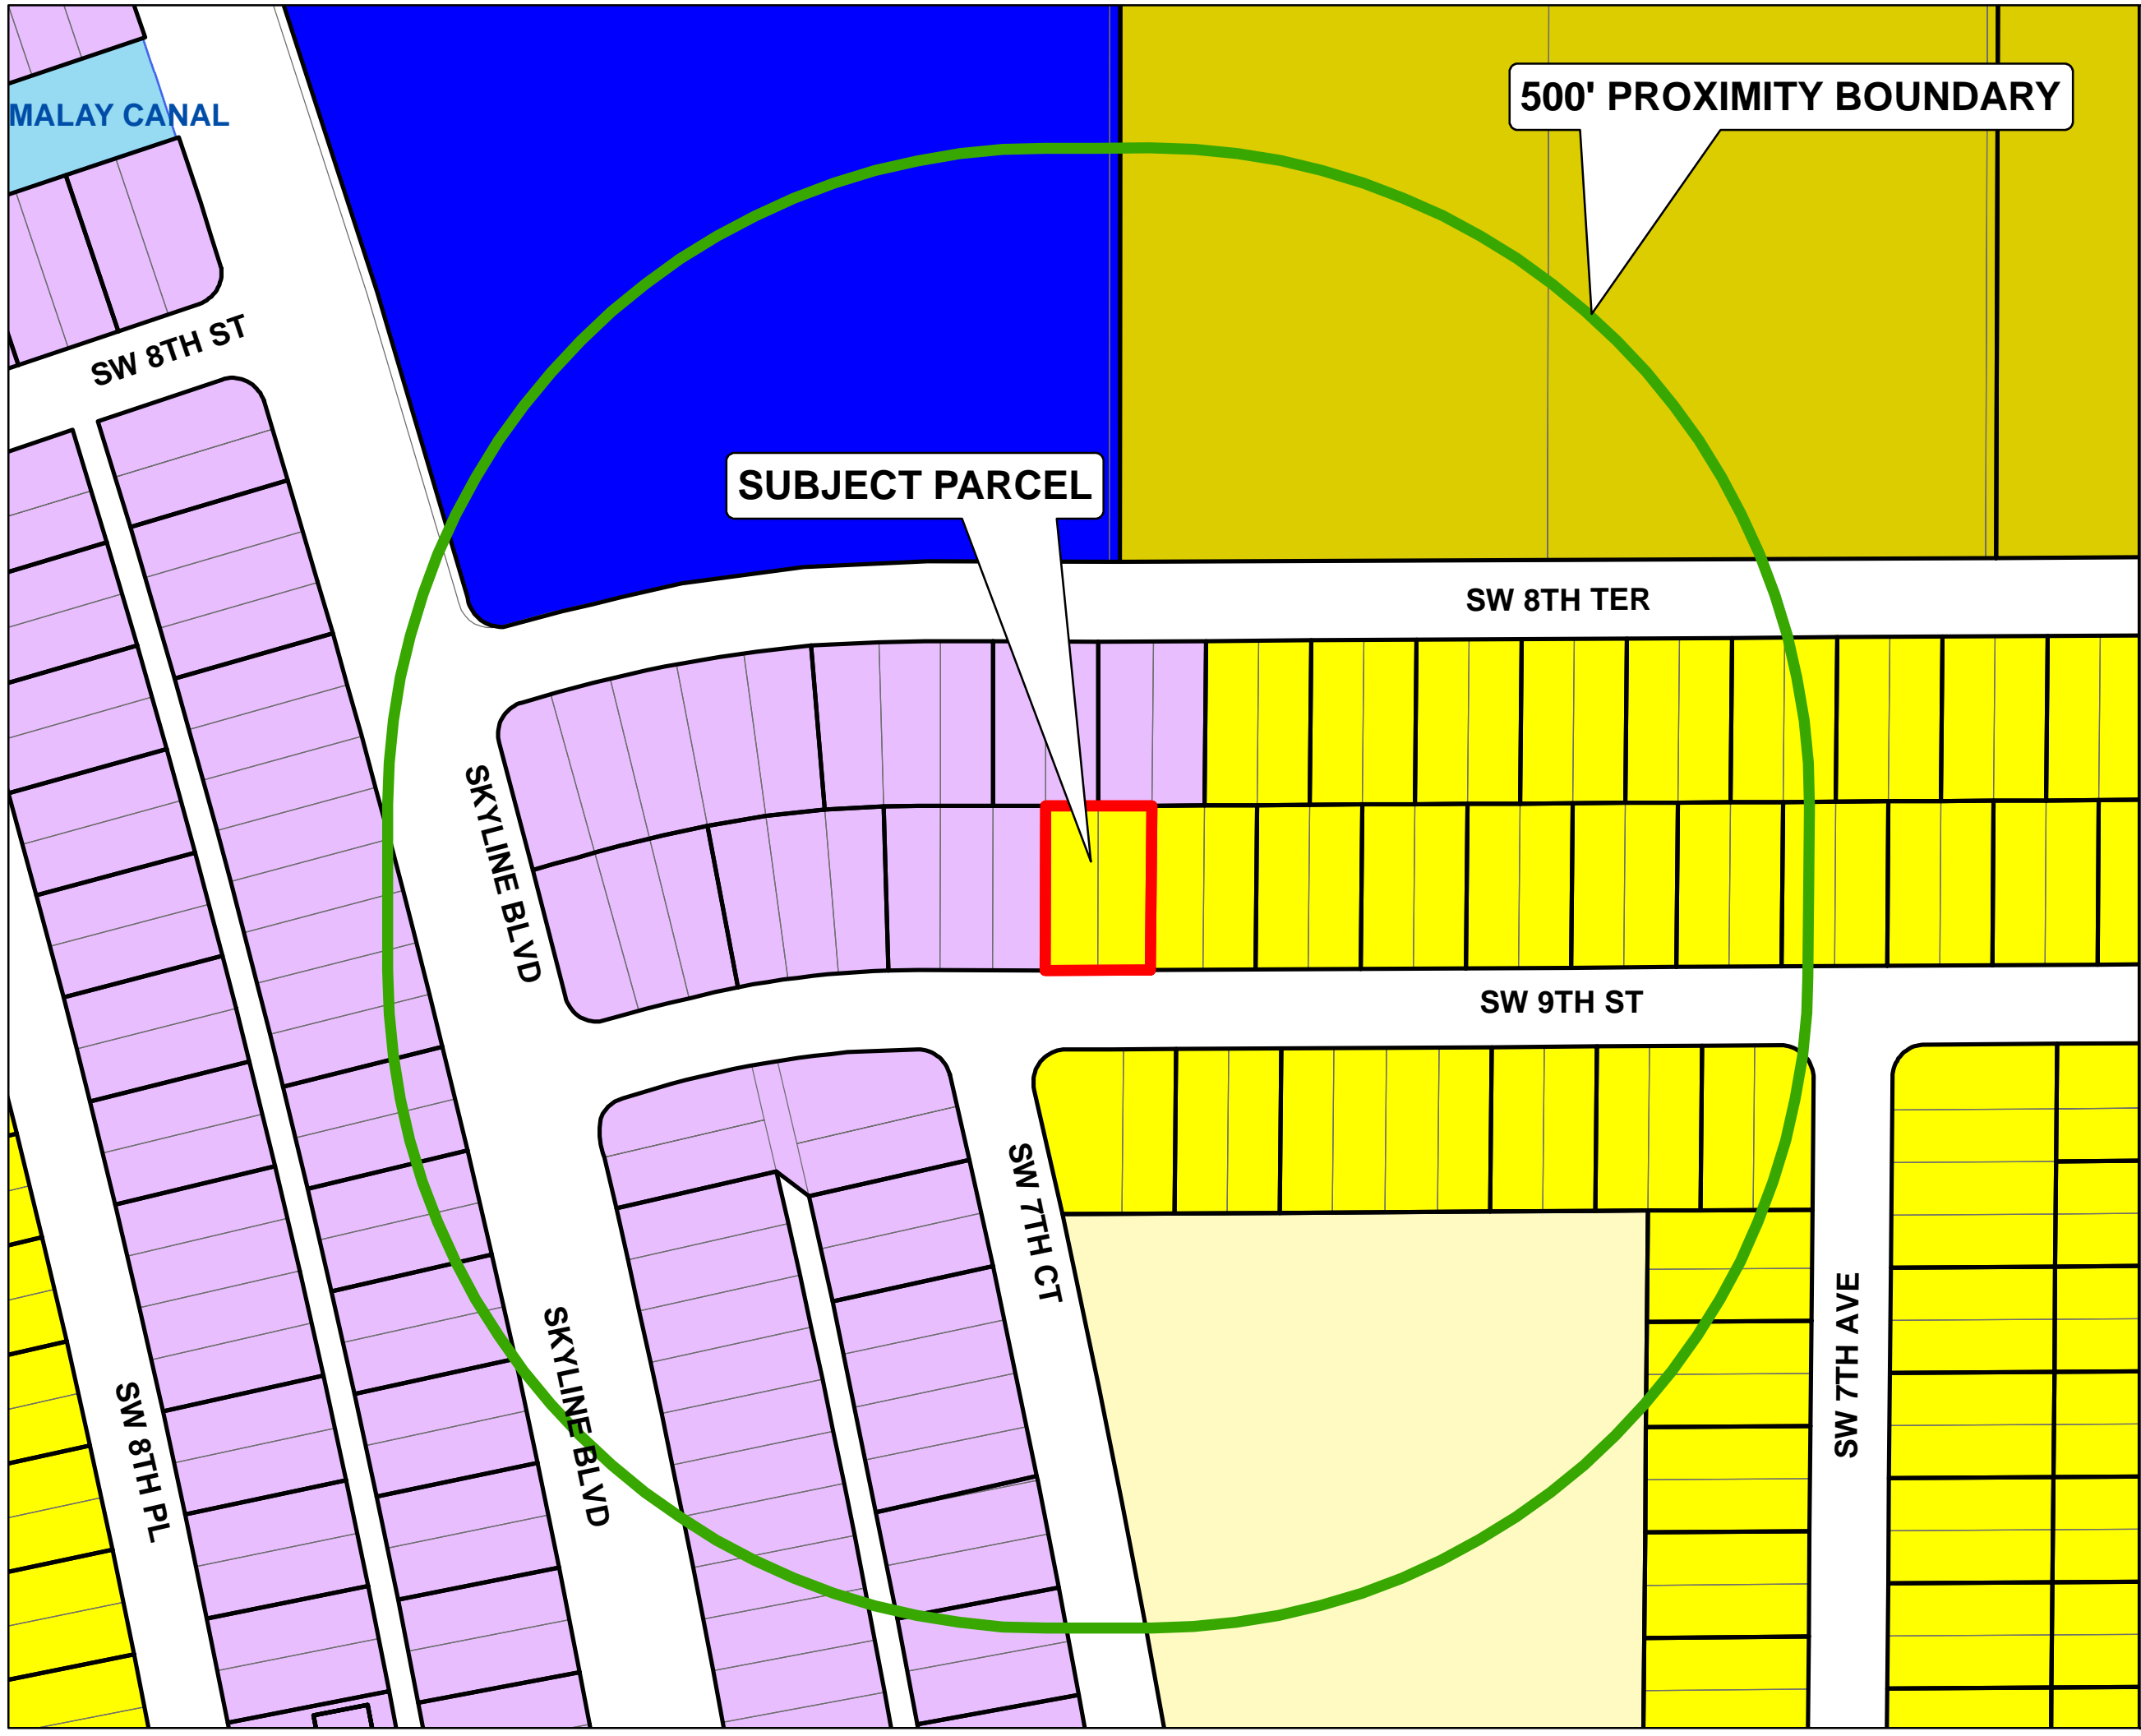 500' PROXIMITY BOUNDARY
MALAY CANAL
SW 8TH ST
SUBJECT PARCEL
SW 8TH TER
SKYLINE BLVD
SW 9TH ST
SW 7TH CT
SKYLINE BLVD
SW 7TH AVE
SW 8TH PL